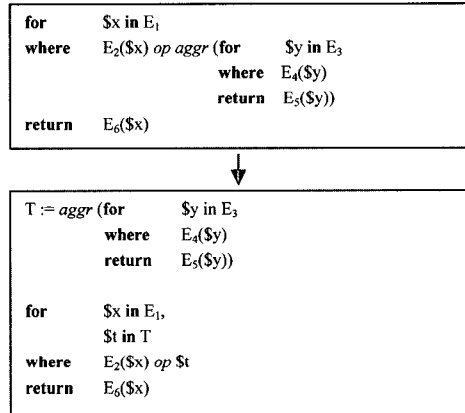 for $x in E₁
where E₂($x) op aggr (for $y in E₃
where E₄($y)
return E₅($y))
return E₆($x)
T := aggr (for $y in E₃
where E₄($y)
return E₅($y))
for $x in E₁,
$t in T
where E₂($x) op $t
return E₆($x)